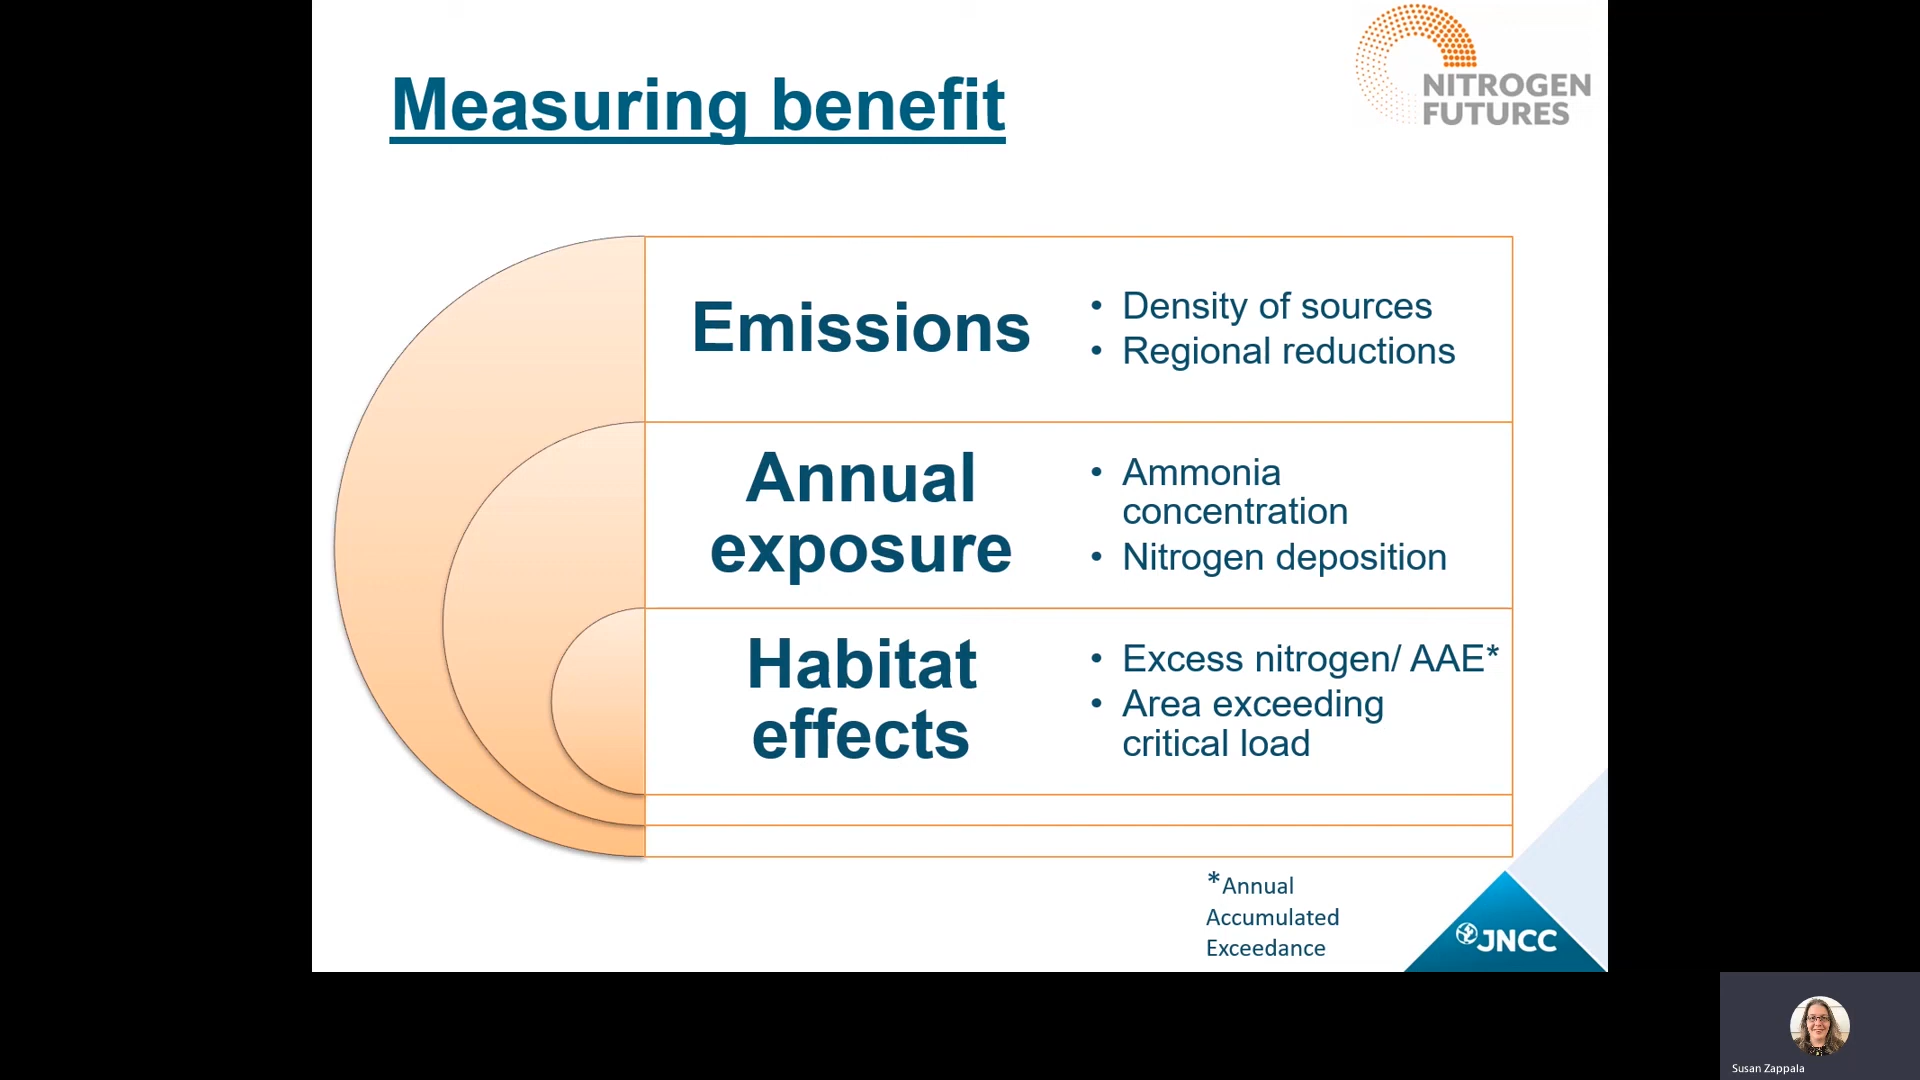 Measuring benefit
NITROGEN
FUTURES
Emissions
• Density of sources
• Regional reductions
Annual
exposure
• Ammonia
concentration
• Nitrogen deposition
Habitat
effects
• Excess nitrogen/ AAE*
• Area exceeding
critical load
*Annual
Accumulated
Exceedance
JNCC
Susan Zappala